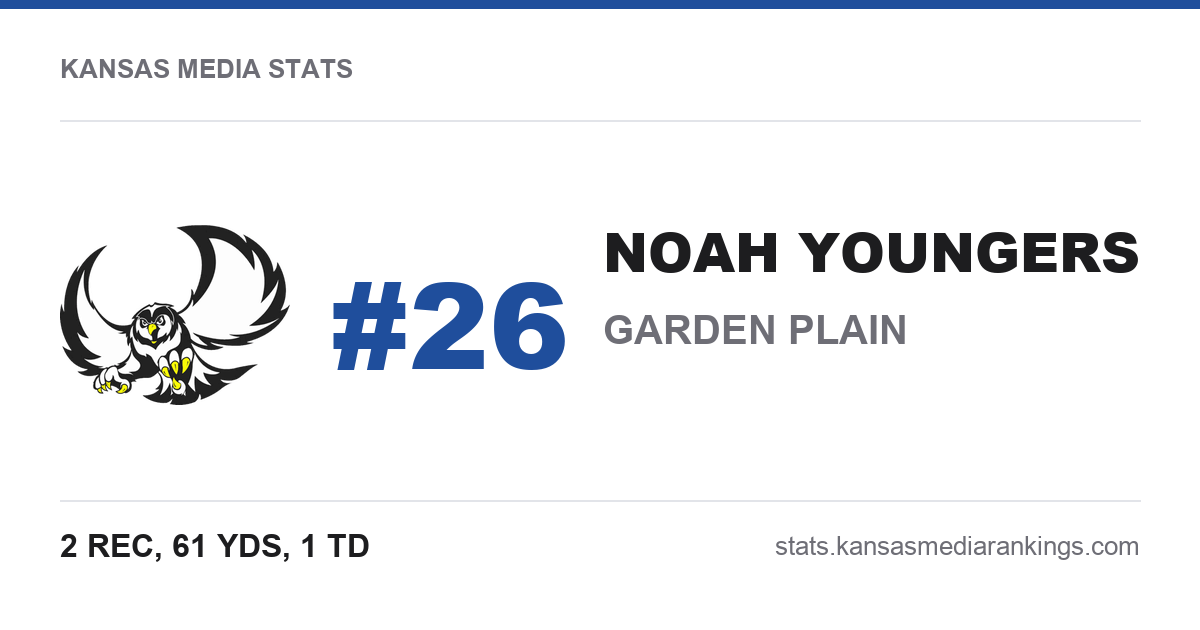 KANSAS MEDIA STATS
#26
NOAH YOUNGERS
GARDEN PLAIN
2 REC, 61 YDS, 1 TD
stats.kansasmediarankings.com